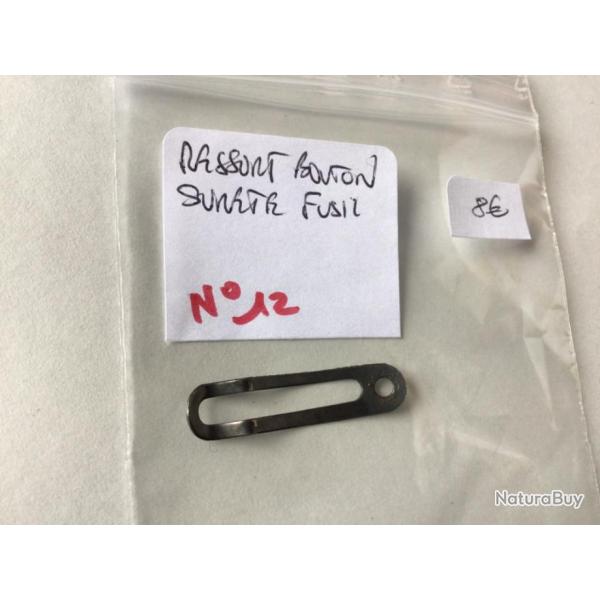 RESSORT BOUTON
SURETE FUSIL
8€
N° 12
NaturaBuy